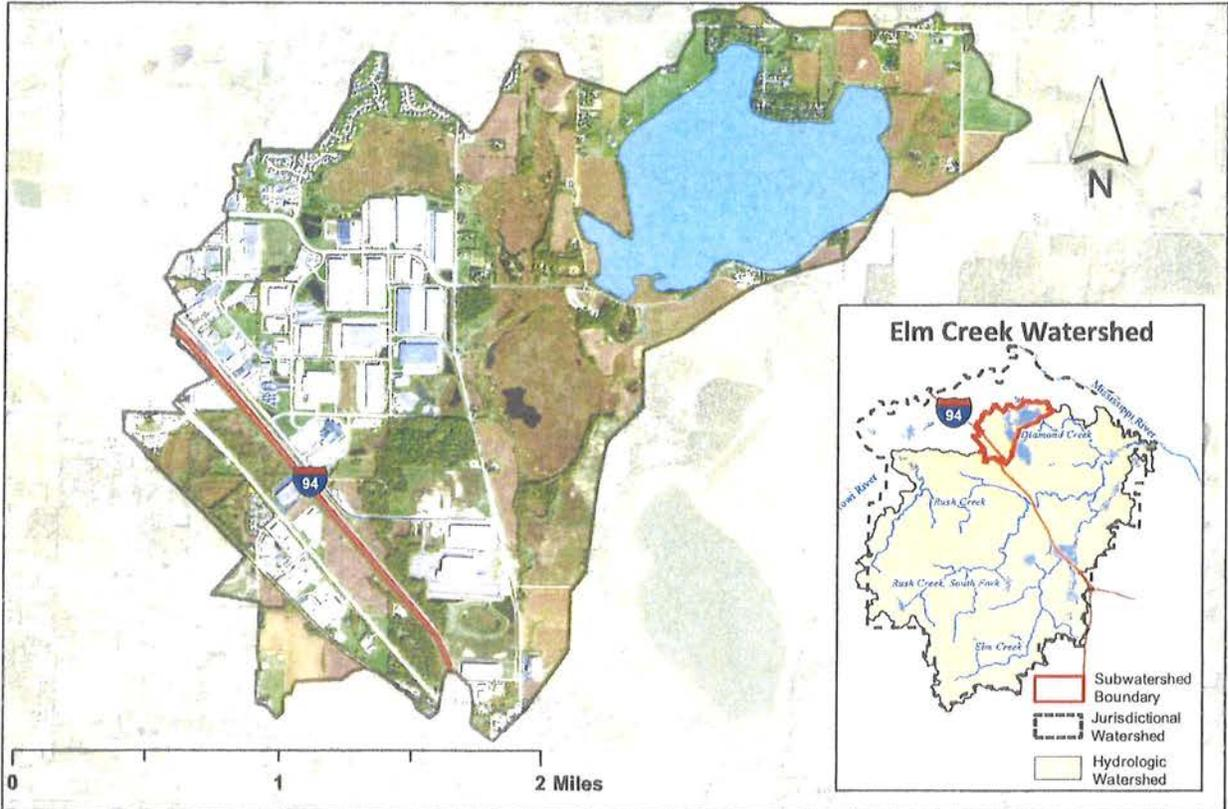 N
94
0
1
2 Miles
Elm Creek Watershed
94
Mississippi River
Diamond Creek
Rush Creek
Rush Creek, South Fork
Elm Creek
Subwatershed
Boundary
Jurisdictional
Watershed
Hydrologic
Watershed